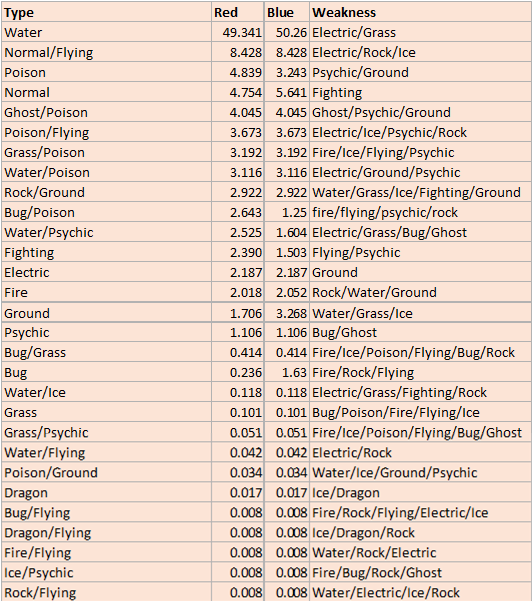 Type Red Blue Weakness
Water 49.341 50.26 Electric/Grass
Normal/Flying 8.428 8.428 Electric/Rock/Ice
Poison 4.839 3.243 Psychic/Ground
Normal 4.754 5.641 Fighting
Ghost/Poison 4.045 4.045 Ghost/Psychic/Ground
Poison/Flying 3.673 3.673 Electric/Ice/Psychic/Rock
Grass/Poison 3.192 3.192 Fire/Ice/Flying/Psychic
Water/Poison 3.116 3.116 Electric/Ground/Psychic
Rock/Ground 2.922 2.922 Water/Grass/Ice/Fighting/Ground
Bug/Poison 2.643 1.25 fire/flying/psychic/rock
Water/Psychic 2.525 1.604 Electric/Grass/Bug/Ghost
Fighting 2.390 1.503 Flying/Psychic
Electric 2.187 2.187 Ground
Fire 2.018 2.052 Rock/Water/Ground
Ground 1.706 3.268 Water/Grass/Ice
Psychic 1.106 1.106 Bug/Ghost
Bug/Grass 0.414 0.414 Fire/Ice/Poison/Flying/Bug/Rock
Bug 0.236 1.63 Fire/Rock/Flying
Water/Ice 0.118 0.118 Electric/Grass/Fighting/Rock
Grass 0.101 0.101 Bug/Poison/Fire/Flying/Ice
Grass/Psychic 0.051 0.051 Fire/Ice/Poison/Flying/Bug/Ghost
Water/Flying 0.042 0.042 Electric/Rock
Poison/Ground 0.034 0.034 Water/Ice/Ground/Psychic
Dragon 0.017 0.017 Ice/Dragon
Bug/Flying 0.008 0.008 Fire/Rock/Flying/Electric/Ice
Dragon/Flying 0.008 0.008 Ice/Dragon/Rock
Fire/Flying 0.008 0.008 Water/Rock/Electric
Ice/Psychic 0.008 0.008 Fire/Bug/Rock/Ghost
Rock/Flying 0.008 0.008 Water/Electric/Ice/Rock